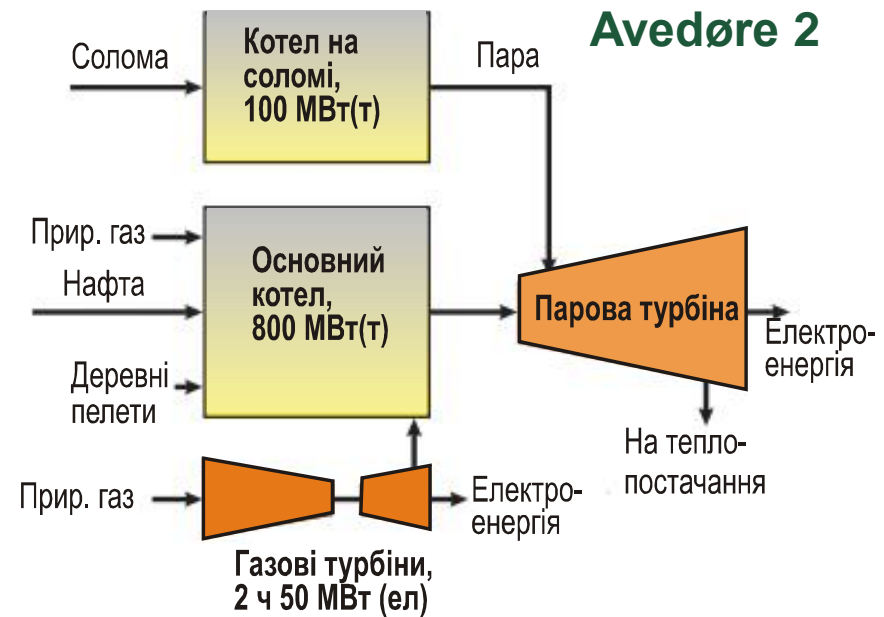 Avedøre 2
Солома
Котел на
соломі,
100 МВт(т)
Пара
Прир. газ
Нафта
Деревні
пелети
Основний
котел,
800 МВт(т)
Парова турбіна
Електро-
енергія
На тепло-
постачання
Прир. газ
Електро-
енергія
Газові турбіни,
2 ч 50 МВт (ел)